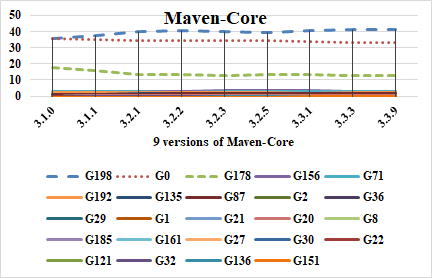 Maven-Core
50
40
30
20
10
0
3.1.0 3.1.1 3.2.1 3.2.2 3.2.3 3.2.5 3.3.1 3.3.3 3.3.9
9 versions of Maven-Core
G198 G0 G178 G156 G71
G192 G135 G87 G2 G36
G29 G1 G21 G20 G8
G185 G161 G27 G30 G22
G121 G32 G136 G151